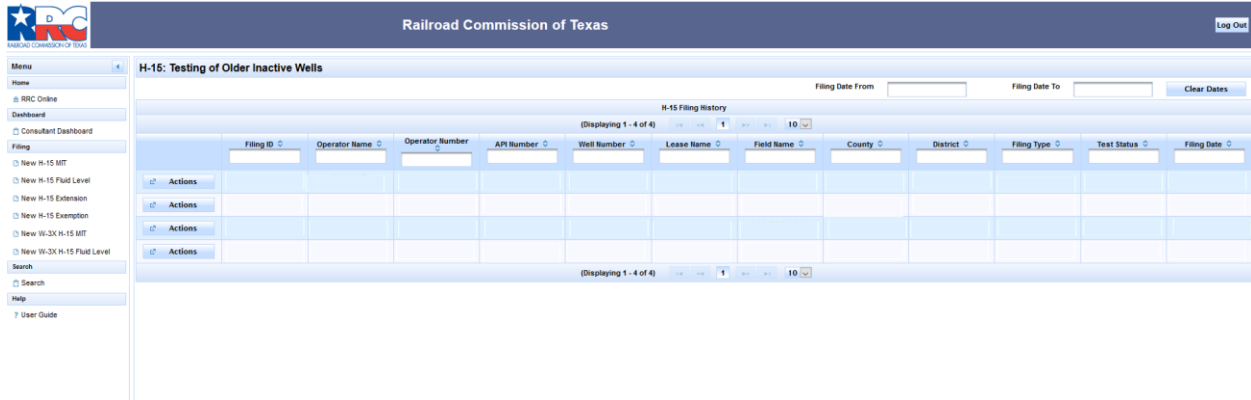 RRC
RAILROAD COMMISSION OF TEXAS
Railroad Commission of Texas
Log Out
Menu
Home
RRC Online
Dashboard
Consultant Dashboard
Filing
New H-15 MIT
New H-15 Fluid Level
New H-15 Extension
New H-15 Exemption
New W-3X H-15 MIT
New W-3X H-15 Fluid Level
Search
Search
Help
? User Guide
H-15: Testing of Older Inactive Wells
Filing Date From Filing Date To Clear Dates
H-15 Filing History
(Displaying 1 - 4 of 4) 1 10
Filing ID Operator Name Operator Number API Number Well Number Lease Name Field Name County District Filing Type Test Status Filing Date
Actions
Actions
Actions
Actions
(Displaying 1 - 4 of 4) 1 10